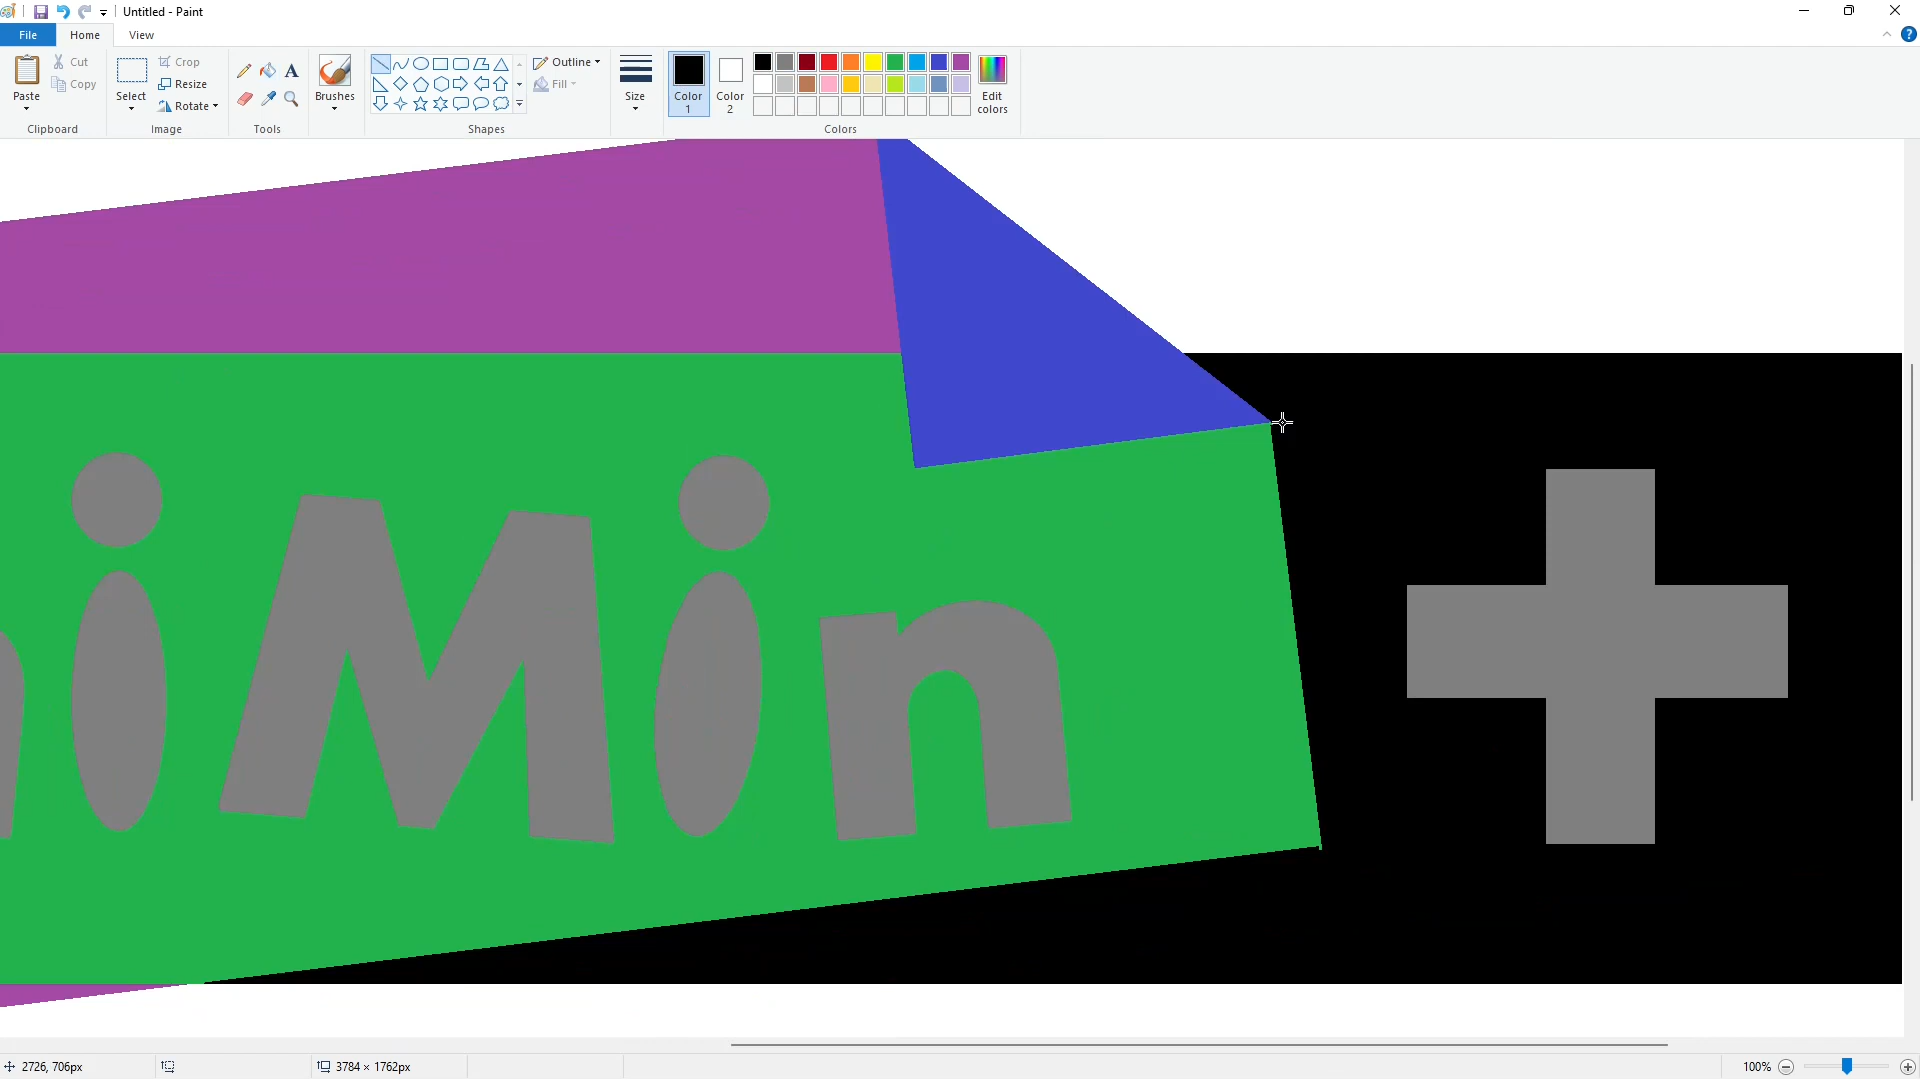 Untitled - Paint
File Home View
Paste
Cut
Copy
Clipboard
Select
Crop
Resize
Rotate
Image
A
Tools
Brushes
Shapes
Outline
Fill
Size
Color 1
Color 2
Edit colors
Colors
iMin
+
2726, 706px
3784 × 1762px
100%